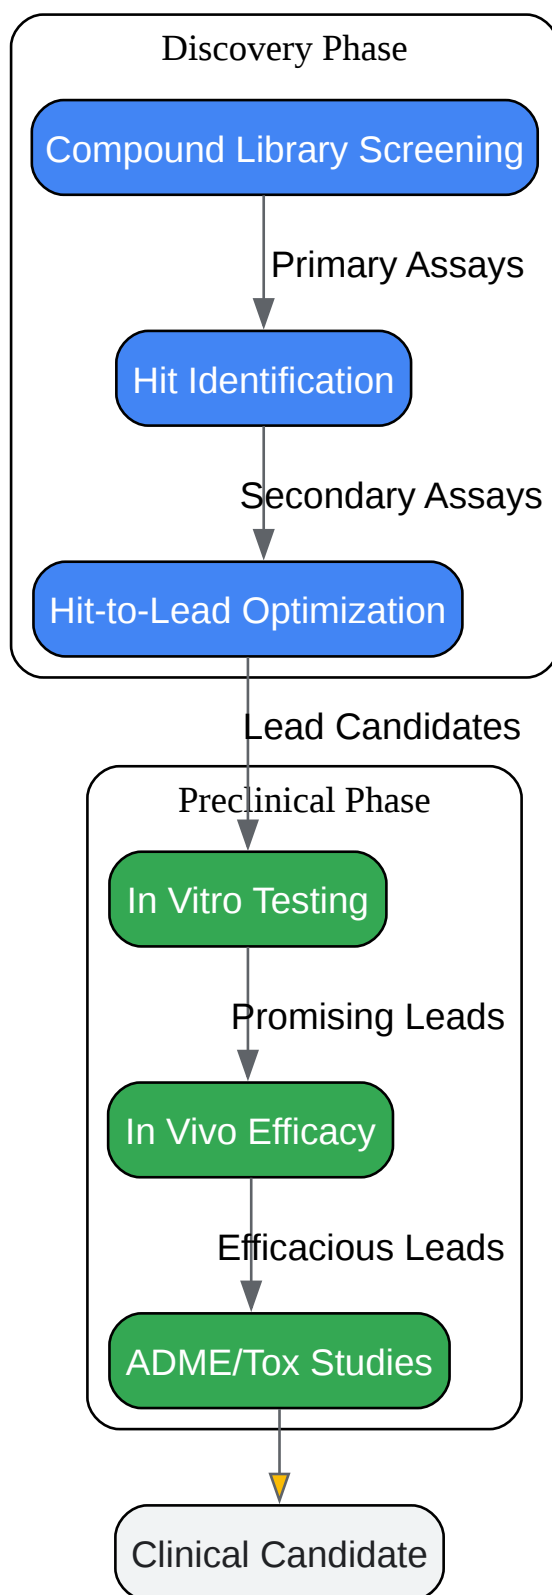 Discovery Phase
Compound Library Screening
Primary Assays
Hit Identification
Secondary Assays
Hit-to-Lead Optimization
Lead Candidates
Preclinical Phase
In Vitro Testing
Promising Leads
In Vivo Efficacy
Efficacious Leads
ADME/Tox Studies
Clinical Candidate